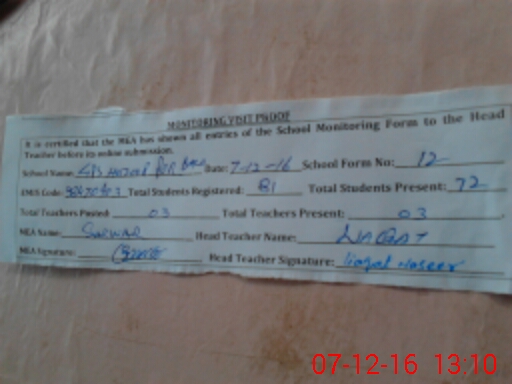 MONITORING VISIT PROOF
It is certified that the M&A has shown all entries of the School Monitoring Form to the Head
Teacher before its online submission.
School Name: Date: 7-12-16 School Form No: 12
EMIS Code: Total Students Registered: 81 Total Students Present: 72
Total Teachers Posted: 03 Total Teachers Present: 03
MEA Name: SARWAR Head Teacher Name: LIAQAT
MEA Signature: Head Teacher Signature: liaqat naseer
07-12-16 13:10